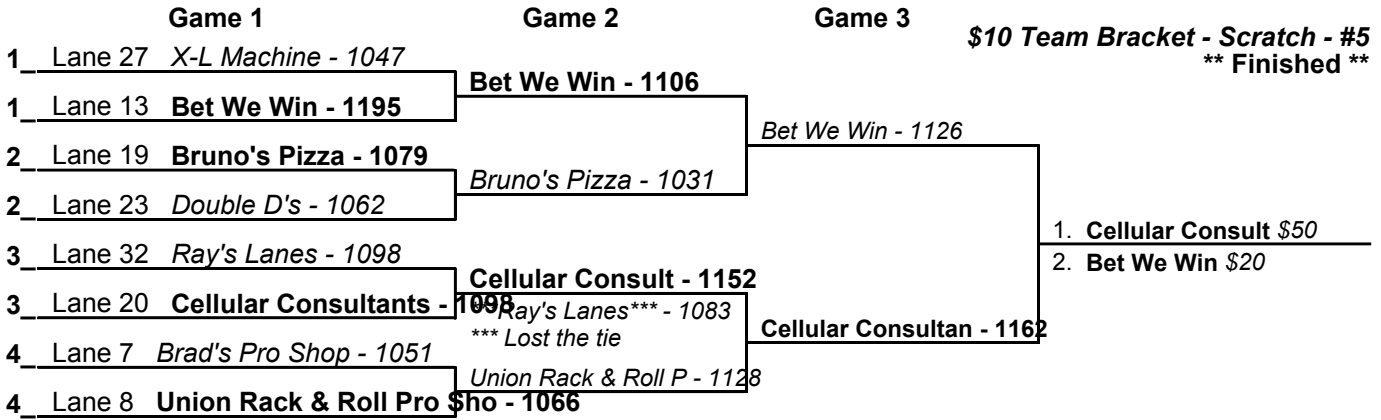 Game 1 Game 2 Game 3
$10 Team Bracket - Scratch - #5
** Finished **
1_ Lane 27 X-L Machine - 1047
Bet We Win - 1106
1_ Lane 13 Bet We Win - 1195
Bet We Win - 1126
2_ Lane 19 Bruno's Pizza - 1079
Bruno's Pizza - 1031
2_ Lane 23 Double D's - 1062
1. Cellular Consult $50
3_ Lane 32 Ray's Lanes - 1098
2. Bet We Win $20
Cellular Consult - 1152
3_ Lane 20 Cellular Consultants - 1098
***Ray's Lanes*** - 1083
*** Lost the tie
Cellular Consultan - 1162
4_ Lane 7 Brad's Pro Shop - 1051
Union Rack & Roll P - 1128
4_ Lane 8 Union Rack & Roll Pro Sho - 1066